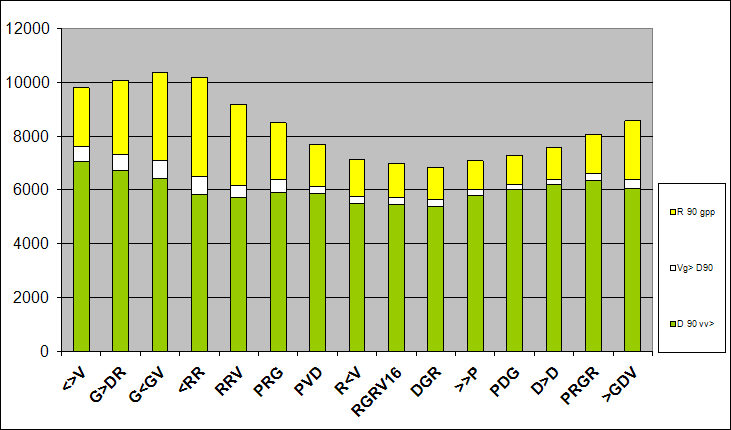 12000
10000
8000
6000
4000
2000
0
<>V
G>DR
G<GV
<RR
RRV
PRG
PVD
R<V
RGRV16
DGR
>>P
PDG
D>D
PRGR
>GDV
R 90 gpp
Vg> D90
D 90 vv>